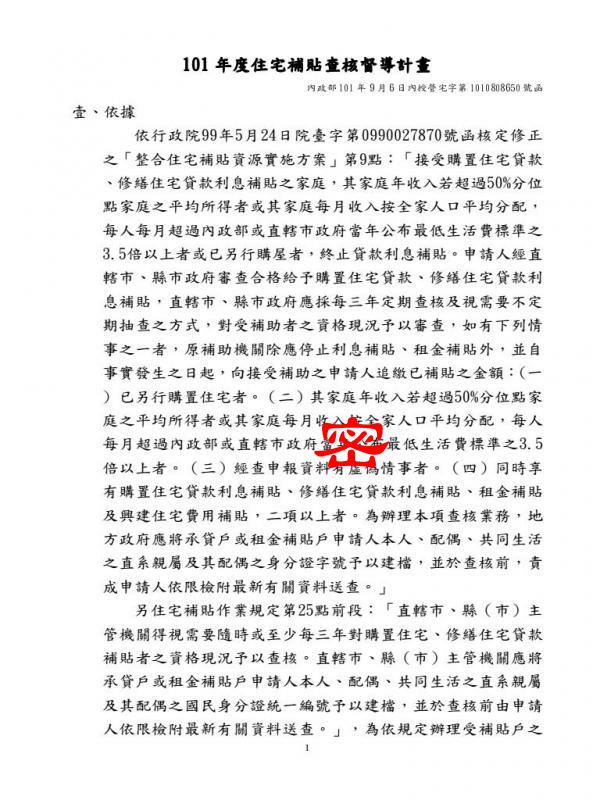 101 年度住宅補貼查核督導計畫
內政部 101 年 9 月 6 日內授營宅字第 1010808650 號函
壹、依據
依行政院99年5月24日院臺字第0990027870號函核定修正
之「整合住宅補貼資源實施方案」第9點:「接受購置住宅貸款
、修繕住宅貸款利息補貼之家庭,其家庭年收入若超過50%分位
點家庭之平均所得者或其家庭每月收入按全家人口平均分配,
每人每月超過內政部或直轄市政府當年公布最低生活費標準之
3.5倍以上者或已另行購屋者,終止貸款利息補貼。申請人經直
轄市、縣市政府審查合格給予購置住宅貸款、修繕住宅貸款利
息補貼,直轄市、縣市政府應採每三年定期查核及視需要不定
期抽查之方式,對受補助者之資格現況予以審查,如有下列情
事之一者,原補助機關除應停止利息補貼、租金補貼外,並自
事實發生之日起,向接受補助之申請人追繳已補貼之金額:(一
)已另行購置住宅者。(二)其家庭年收入若超過50%分位點家
庭之平均所得者或其家庭每月收入按全家人口平均分配,每人
每月超過內政部或直轄市政府當年公布最低生活費標準之3.5
倍以上者。(三)經查申報資料有虛偽情事者。(四)同時享
有購置住宅貸款利息補貼、修繕住宅貸款利息補貼、租金補貼
及興建住宅費用補貼,二項以上者。為辦理本項查核業務,地
方政府應將承貸戶或租金補貼戶申請人本人、配偶、共同生活
之直系親屬及其配偶之身分證字號予以建檔,並於查核前,責
成申請人依限檢附最新有關資料送查。」
另住宅補貼作業規定第25點前段:「直轄市、縣(市)主
管機關得視需要隨時或至少每三年對購置住宅、修繕住宅貸款
補貼者之資格現況予以查核。直轄市、縣(市)主管機關應將
承貸戶或租金補貼戶申請人本人、配偶、共同生活之直系親屬
及其配偶之國民身分證統一編號予以建檔,並於查核前由申請
人依限檢附最新有關資料送查。」,為依規定辦理受補貼戶之
1
密